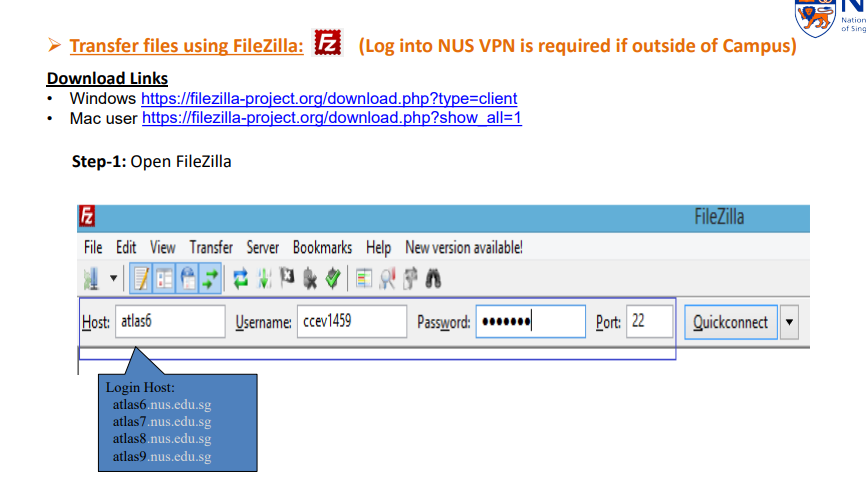 N
Nation
of Sing
➢ Transfer files using FileZilla: Fz (Log into NUS VPN is required if outside of Campus)
Download Links
• Windows https://filezilla-project.org/download.php?type=client
• Mac user https://filezilla-project.org/download.php?show_all=1
Step-1: Open FileZilla
Fz FileZilla
File Edit View Transfer Server Bookmarks Help New version available!
Host: atlas6 Username: ccev1459 Password: ••••••• Port: 22 Quickconnect
Login Host:
atlas6.nus.edu.sg
atlas7.nus.edu.sg
atlas8.nus.edu.sg
atlas9.nus.edu.sg